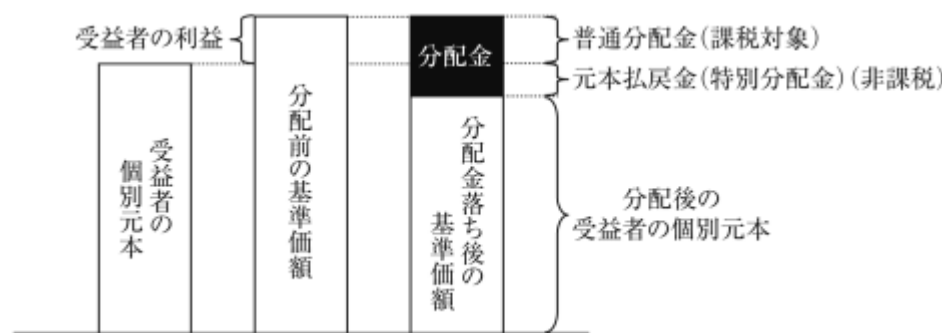 受益者の利益
分配金
普通分配金(課税対象)
元本払戻金(特別分配金)(非課税)
受益者の
個別元本
分配前の基準価額
分配金落ち後の
基準価額
分配後の
受益者の個別元本